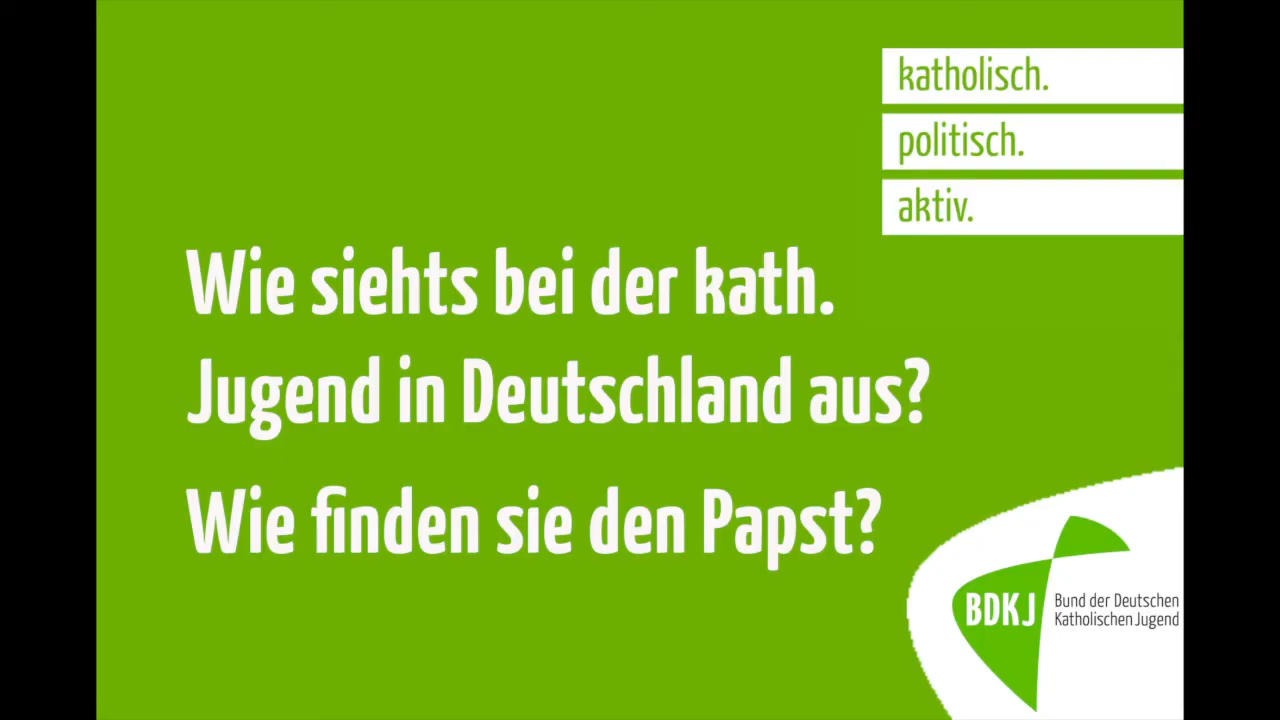 katholisch.
politisch.
aktiv.
Wie siehts bei der kath.
Jugend in Deutschland aus?
Wie finden sie den Papst?
BDKJ
Bund der Deutschen
Katholischen Jugend